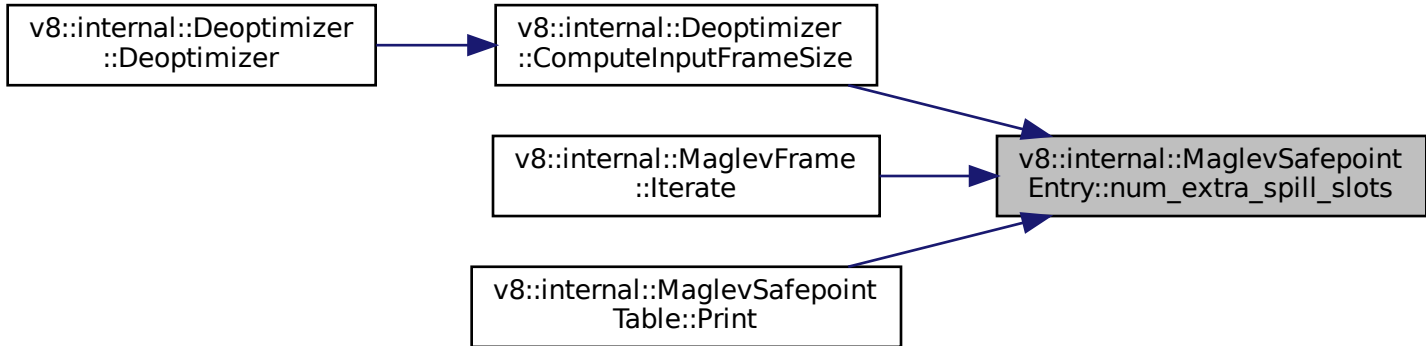 v8::internal::Deoptimizer
::Deoptimizer
v8::internal::Deoptimizer
::ComputeInputFrameSize
v8::internal::MaglevFrame
::Iterate
v8::internal::MaglevSafepoint
Table::Print
v8::internal::MaglevSafepoint
Entry::num_extra_spill_slots